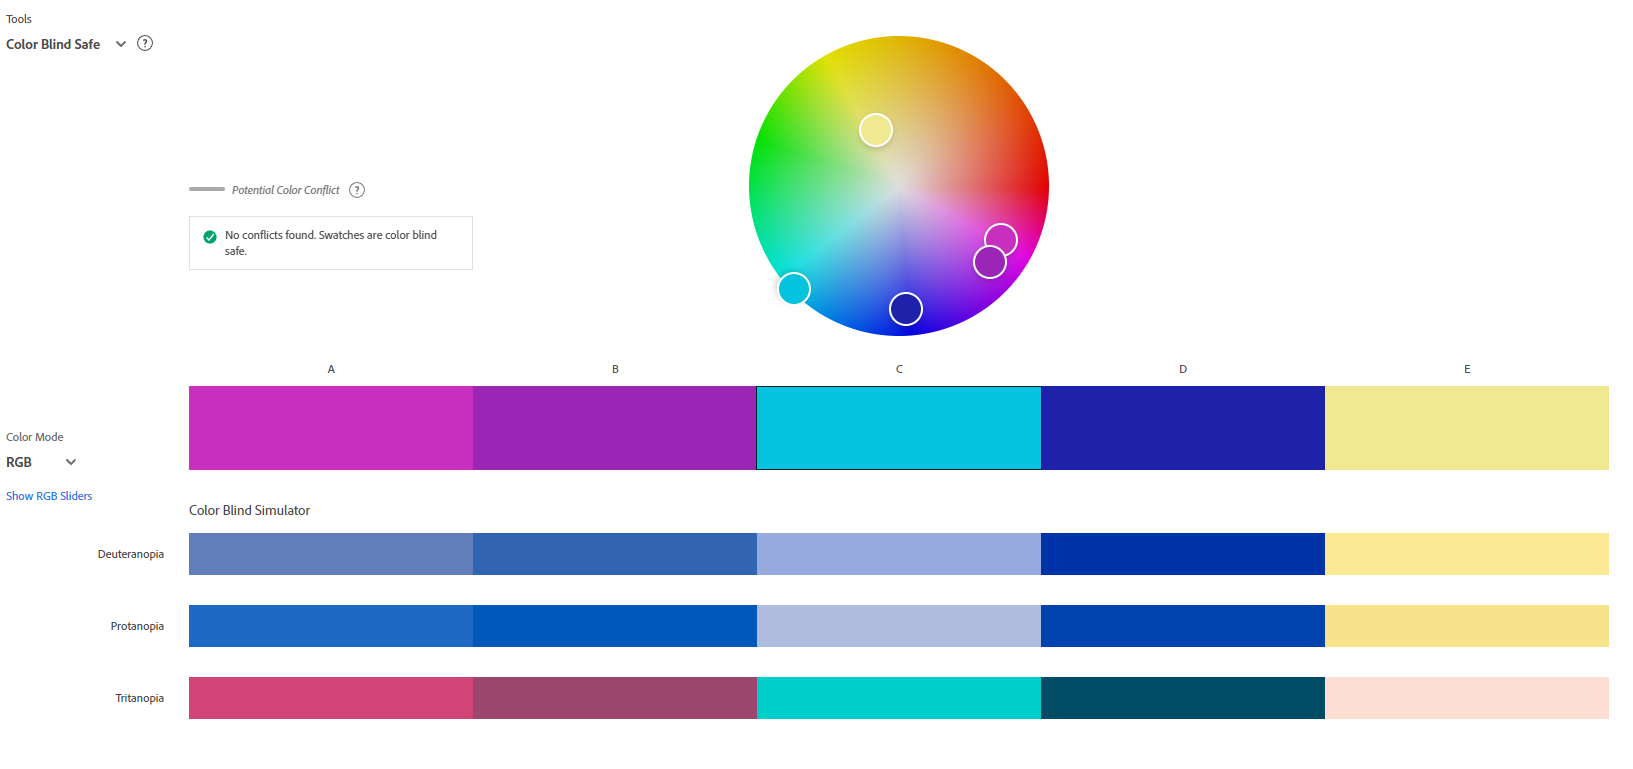 Tools
Color Blind Safe
?
Potential Color Conflict ?
No conflicts found. Swatches are color blind
safe.
A B C D E
Color Mode
RGB
Show RGB Sliders
Color Blind Simulator
Deuteranopia
Protanopia
Tritanopia